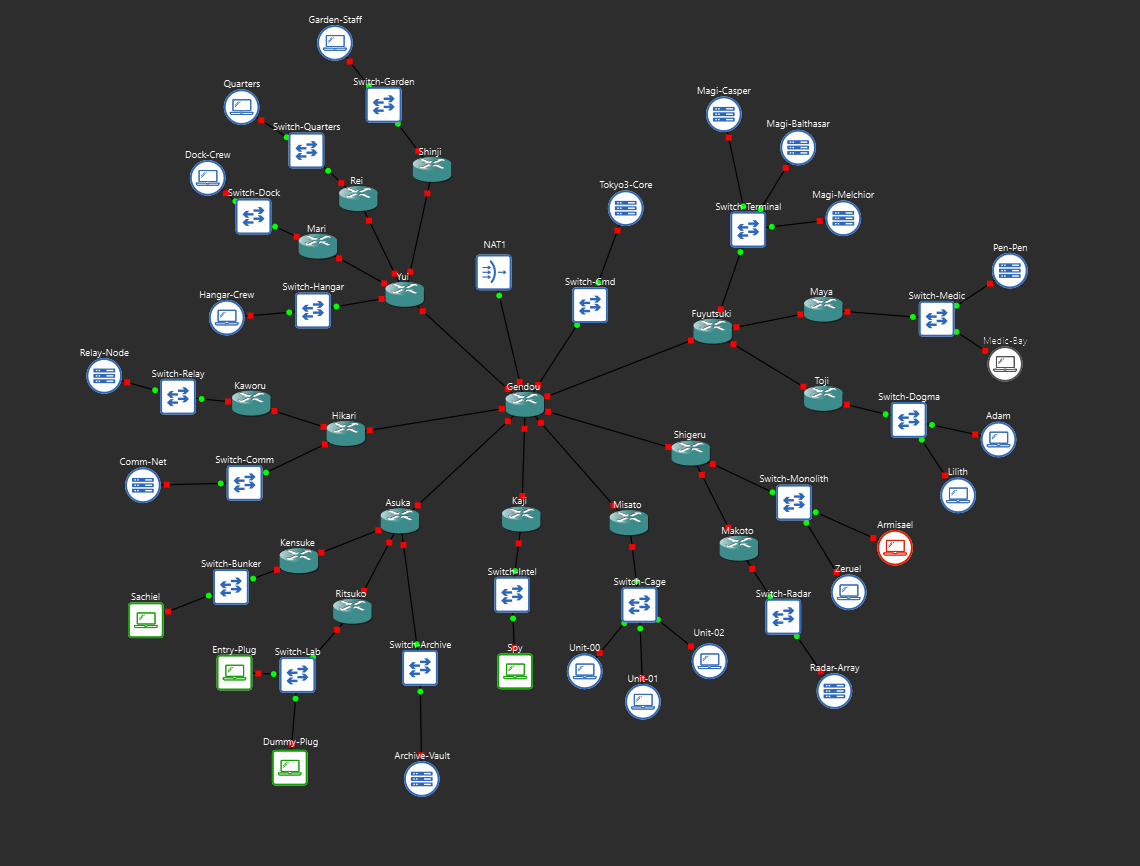 Garden-Staff
Switch-Garden
Quarters
Switch-Quarters
Shinji
Dock-Crew
Switch-Dock
Rei
Mari
Yui
Switch-Hangar
Hangar-Crew
NAT1
Tokyo3-Core
Switch-Cmd
Magi-Casper
Magi-Balthasar
Magi-Melchior
Switch-Terminal
Pen-Pen
Maya
Switch-Medic
Medic-Bay
Fuyutsuki
Relay-Node
Switch-Relay
Kaworu
Hikari
Gendou
Toji
Switch-Dogma
Adam
Lilith
Comm-Net
Switch-Comm
Shigeru
Switch-Monolith
Armisael
Zeruel
Asuka
Kaji
Misato
Makoto
Kensuke
Switch-Bunker
Sachiel
Ritsuko
Switch-Intel
Switch-Cage
Switch-Radar
Entry-Plug
Switch-Lab
Switch-Archive
Spy
Unit-00
Unit-01
Unit-02
Radar-Array
Dummy-Plug
Archive-Vault